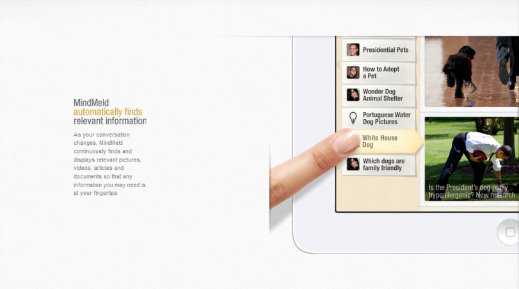 MindMeld
automatically finds
relevant information
As your conversation
changes, MindMeld
continuously finds and
displays relevant pictures,
videos, articles and
documents so that any
information you may need is
at your fingertips
Presidential Pets
How to Adopt
a Pet
Wonder Dog
Animal Shelter
Portuguese Water
Dog Pictures
White House
Dog
Which dogs are
family friendly
Is the President's dog really
hypoallergenic? New research